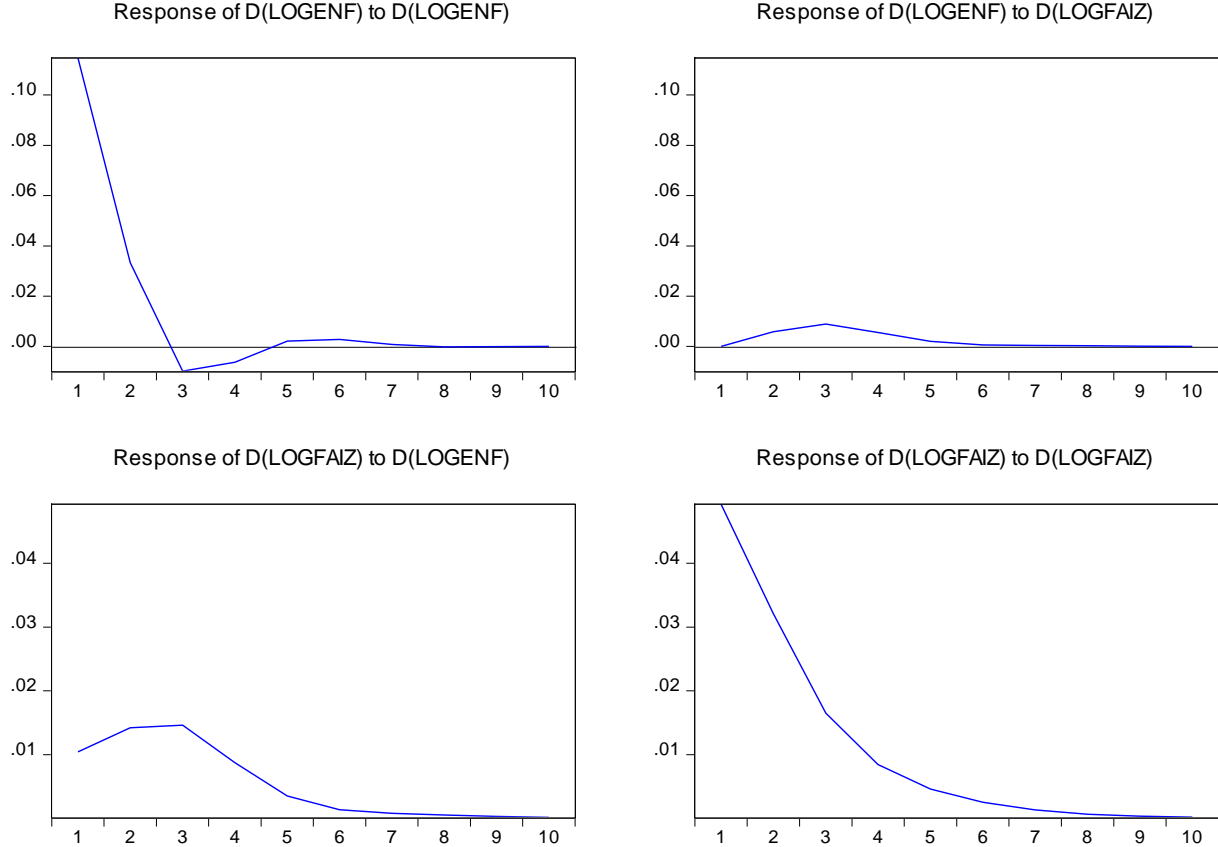 Response of D(LOGENF) to D(LOGENF)
.10
.08
.06
.04
.02
.00
1 2 3 4 5 6 7 8 9 10
Response of D(LOGENF) to D(LOGFAIZ)
.10
.08
.06
.04
.02
.00
1 2 3 4 5 6 7 8 9 10
Response of D(LOGFAIZ) to D(LOGENF)
.04
.03
.02
.01
1 2 3 4 5 6 7 8 9 10
Response of D(LOGFAIZ) to D(LOGFAIZ)
.04
.03
.02
.01
1 2 3 4 5 6 7 8 9 10